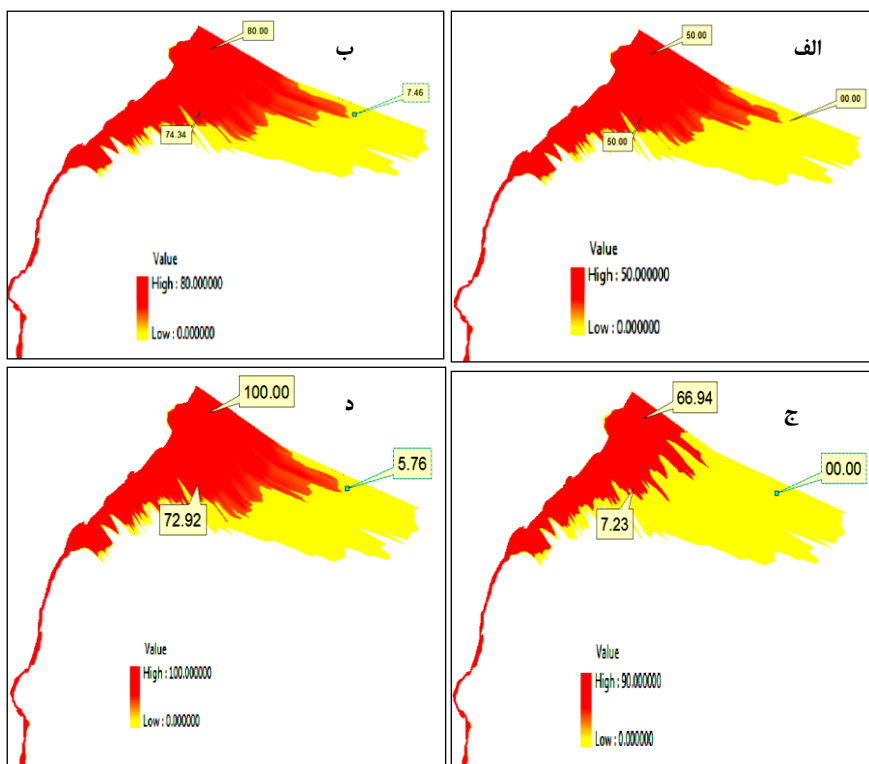 الف
50.00
00.00
50.00
Value
High : 50.000000
Low : 0.000000
ب
80.00
7.46
74.34
Value
High : 80.000000
Low : 0.000000
ج
66.94
00.00
7.23
Value
High : 90.000000
Low : 0.000000
د
100.00
5.76
72.92
Value
High : 100.000000
Low : 0.000000